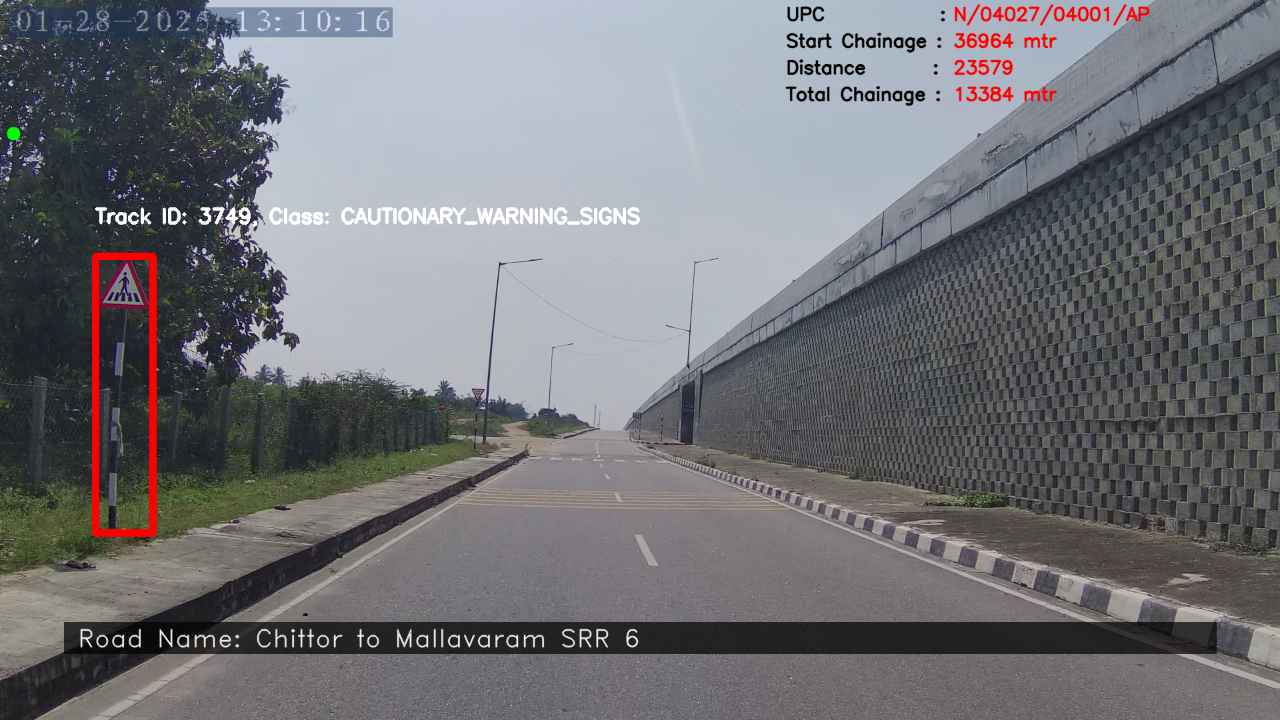 01-28-2025 13:10:16
UPC : N/04027/04001/AP
Start Chainage : 36964 mtr
Distance : 23579
Total Chainage : 13384 mtr
Track ID: 3749, Class: CAUTIONARY_WARNING_SIGNS
Road Name: Chittor to Mallavaram SRR 6